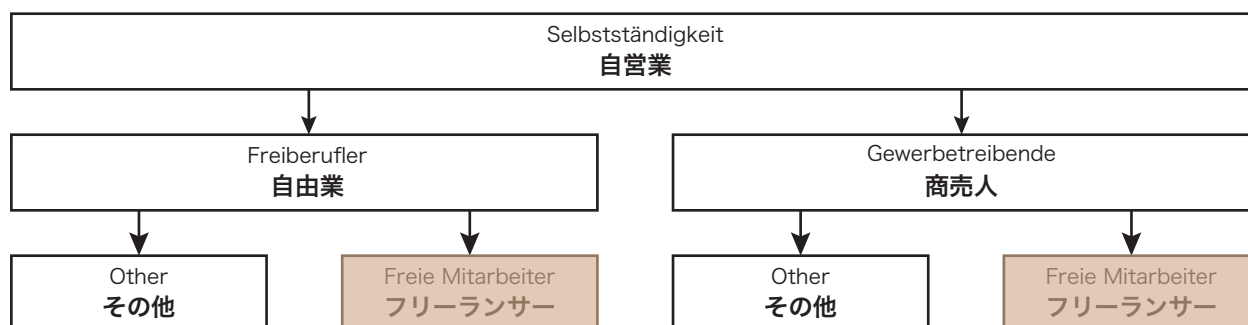 Selbstständigkeit
自営業
Freiberufler
自由業
Gewerbetreibende
商売人
Other
その他
Freie Mitarbeiter
フリーランサー
Other
その他
Freie Mitarbeiter
フリーランサー